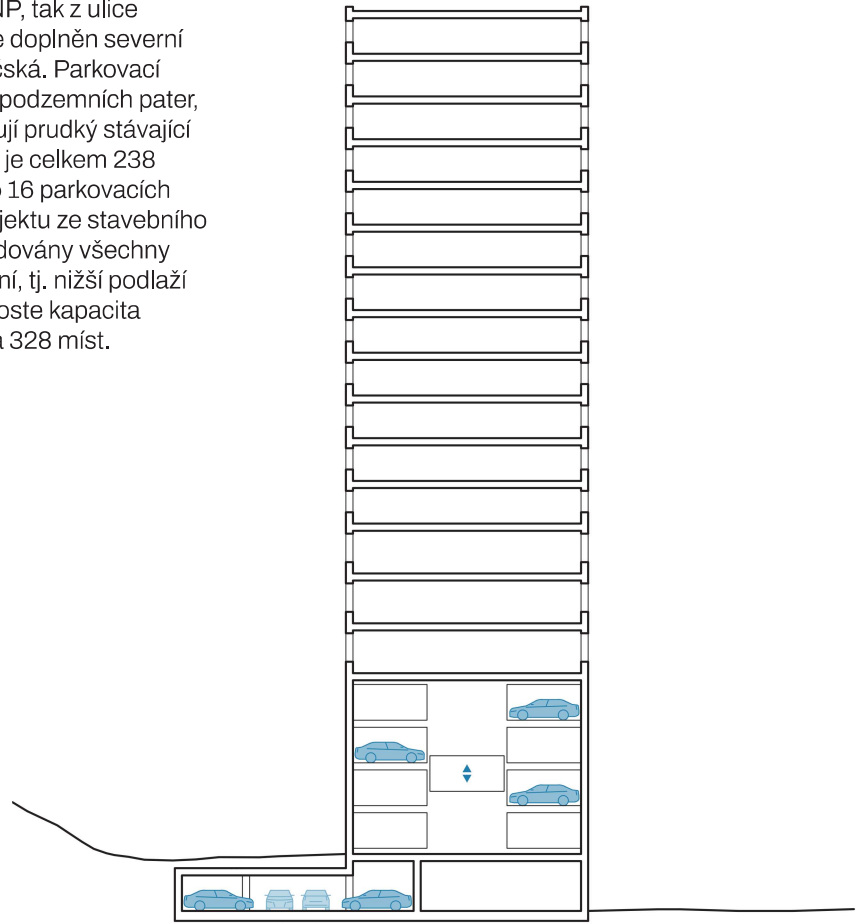 NP, tak z ulice
e doplněn severní
ská. Parkovací
podzemních pater,
ují prudký stávající
je celkem 238
16 parkovacích
jektu ze stavebního
dovány všechny
ní, tj. nižší podlaží
oste kapacita
328 míst.